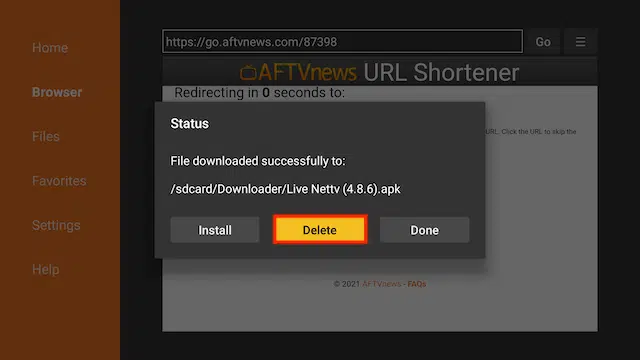 Home
Browser
Files
Favorites
Settings
Help
https://go.aftvnews.com/87398
Go
AFTVnews URL Shortener
Redirecting in 0 seconds to:
URL. Click the URL to skip the
Status
File downloaded successfully to:
/sdcard/Downloader/Live Nettv (4.8.6).apk
Install
Delete
Done
© 2021 AFTVnews - FAQs